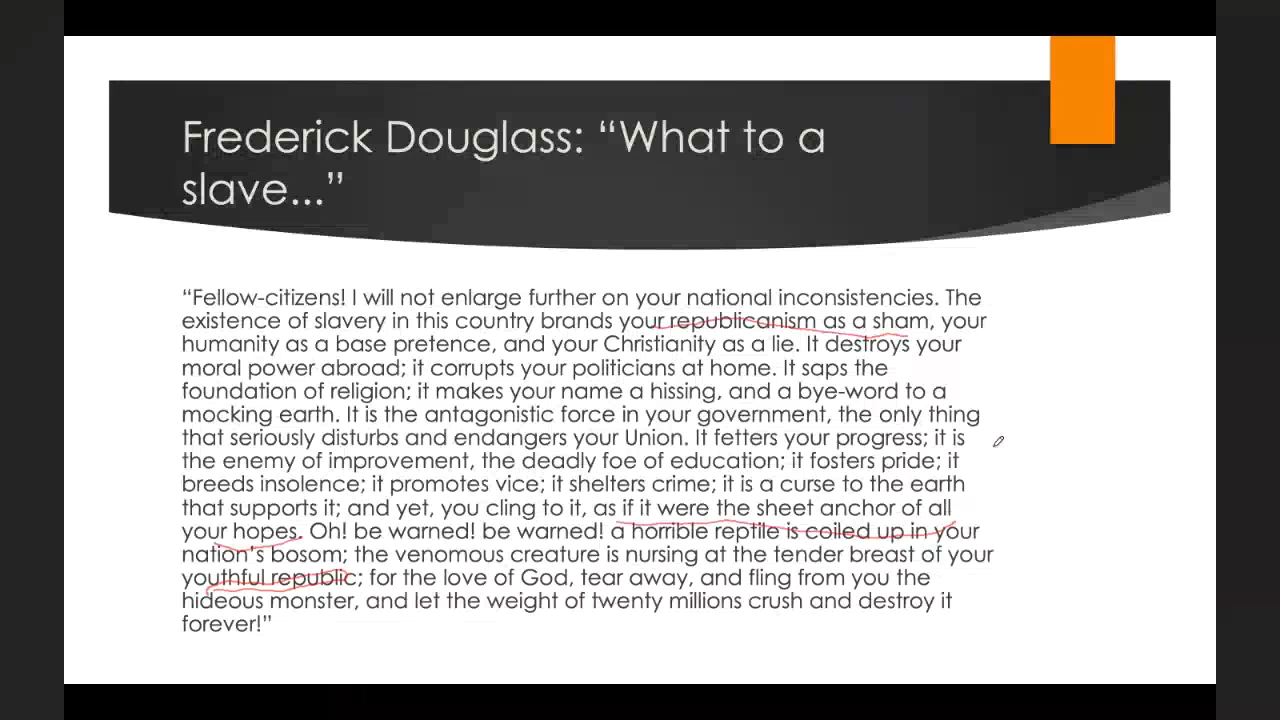 Frederick Douglass: “What to a
slave...”
“Fellow-citizens! I will not enlarge further on your national inconsistencies. The
existence of slavery in this country brands your republicanism as a sham, your
humanity as a base pretence, and your Christianity as a lie. It destroys your
moral power abroad; it corrupts your politicians at home. It saps the
foundation of religion; it makes your name a hissing, and a bye-word to a
mocking earth. It is the antagonistic force in your government, the only thing
that seriously disturbs and endangers your Union. It fetters your progress; it is
the enemy of improvement, the deadly foe of education; it fosters pride; it
breeds insolence; it promotes vice; it shelters crime; it is a curse to the earth
that supports it; and yet, you cling to it, as if it were the sheet anchor of all
your hopes. Oh! be warned! be warned! a horrible reptile is coiled up in your
nation’s bosom; the venomous creature is nursing at the tender breast of your
youthful republic; for the love of God, tear away, and fling from you the
hideous monster, and let the weight of twenty millions crush and destroy it
forever!”